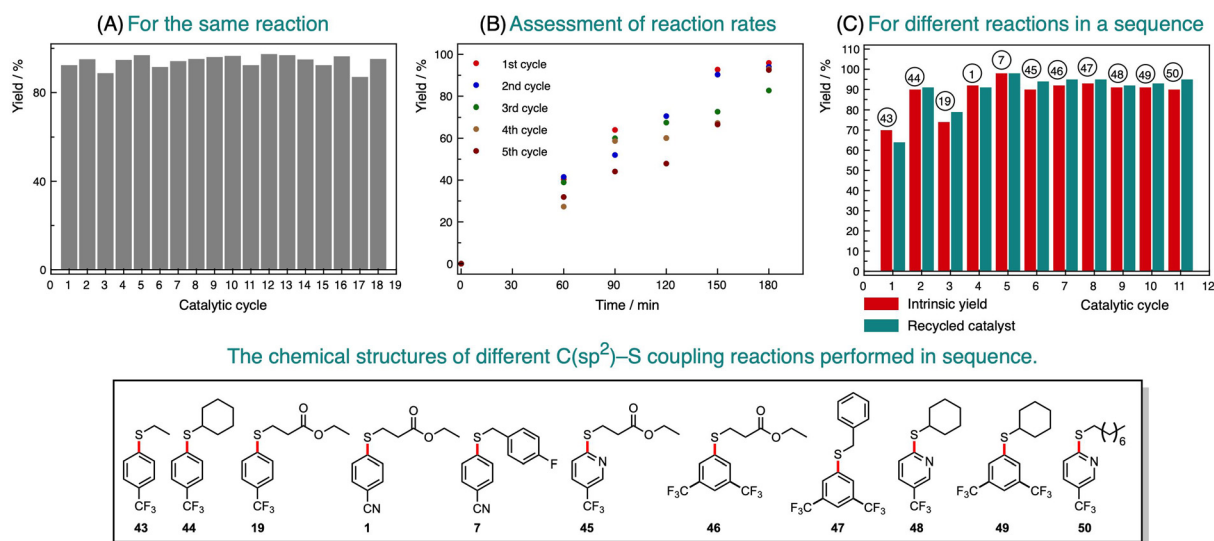 (A) For the same reaction
Yield / %
80
40
0
1 2 3 4 5 6 7 8 9 10 11 12 13 14 15 16 17 18 19
Catalytic cycle
(B) Assessment of reaction rates
Yield / %
100
80
60
40
20
0
1st cycle
2nd cycle
3rd cycle
4th cycle
5th cycle
0 30 60 90 120 150 180
Time / min
(C) For different reactions in a sequence
Yield / %
110
100
90
80
70
60
50
40
30
20
10
0
43 44 19 1 7 45 46 47 48 49 50
1 2 3 4 5 6 7 8 9 10 11 12
Catalytic cycle
Intrinsic yield
Recycled catalyst
The chemical structures of different C(sp²)–S coupling reactions performed in sequence.
S CF₃ 43
S CF₃ 44
S O O CF₃ 19
S O O CN 1
S F CN 7
S O O N CF₃ 45
S O O F₃C CF₃ 46
S F₃C CF₃ 47
S N CF₃ 48
S F₃C CF₃ 49
S ( )₆ N CF₃ 50